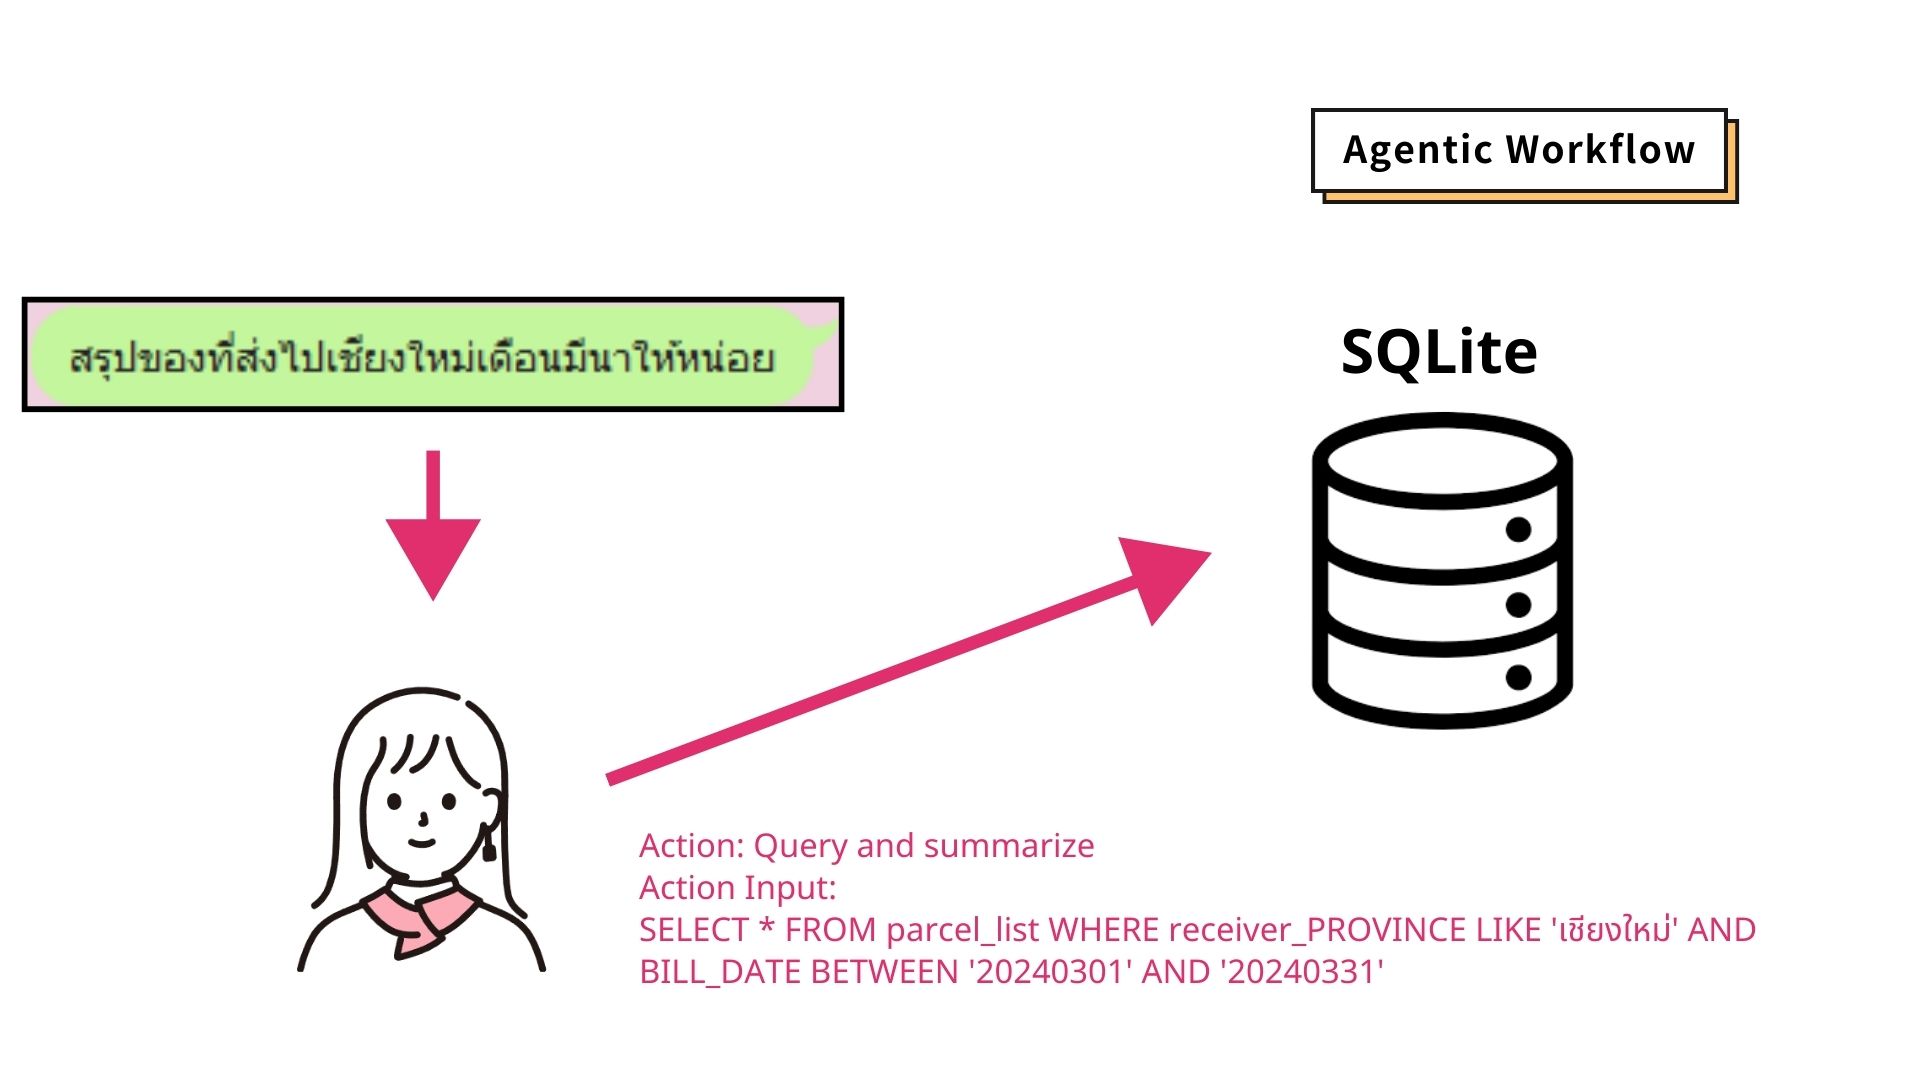 Agentic Workflow
สรุปของที่ส่งไปเชียงใหม่เดือนมีนาให้หน่อย
SQLite
Action: Query and summarize
Action Input:
SELECT * FROM parcel_list WHERE receiver_PROVINCE LIKE 'เชียงใหม่' AND
BILL_DATE BETWEEN '20240301' AND '20240331'